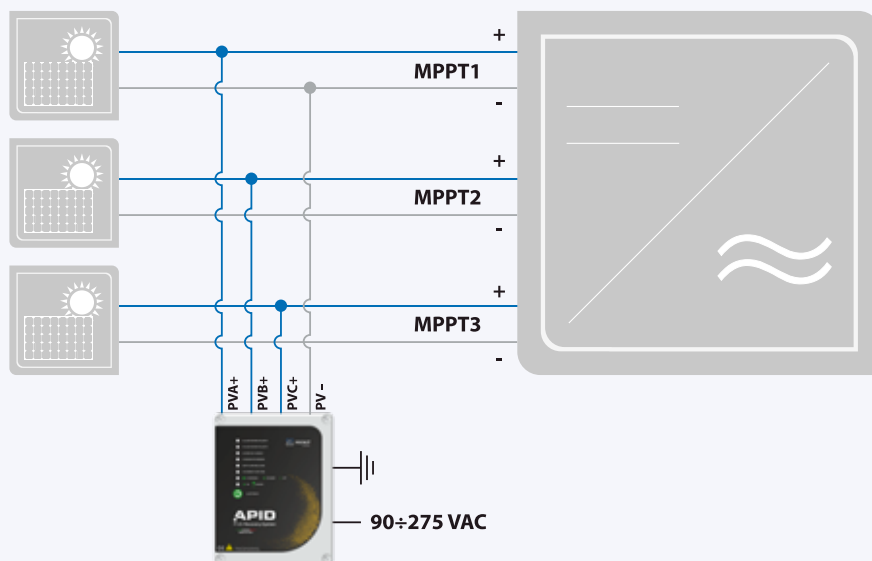 +
MPPT1
-
+
MPPT2
-
+
MPPT3
-
PVA+
PVB+
PVC+
PV -
APID
90÷275 VAC